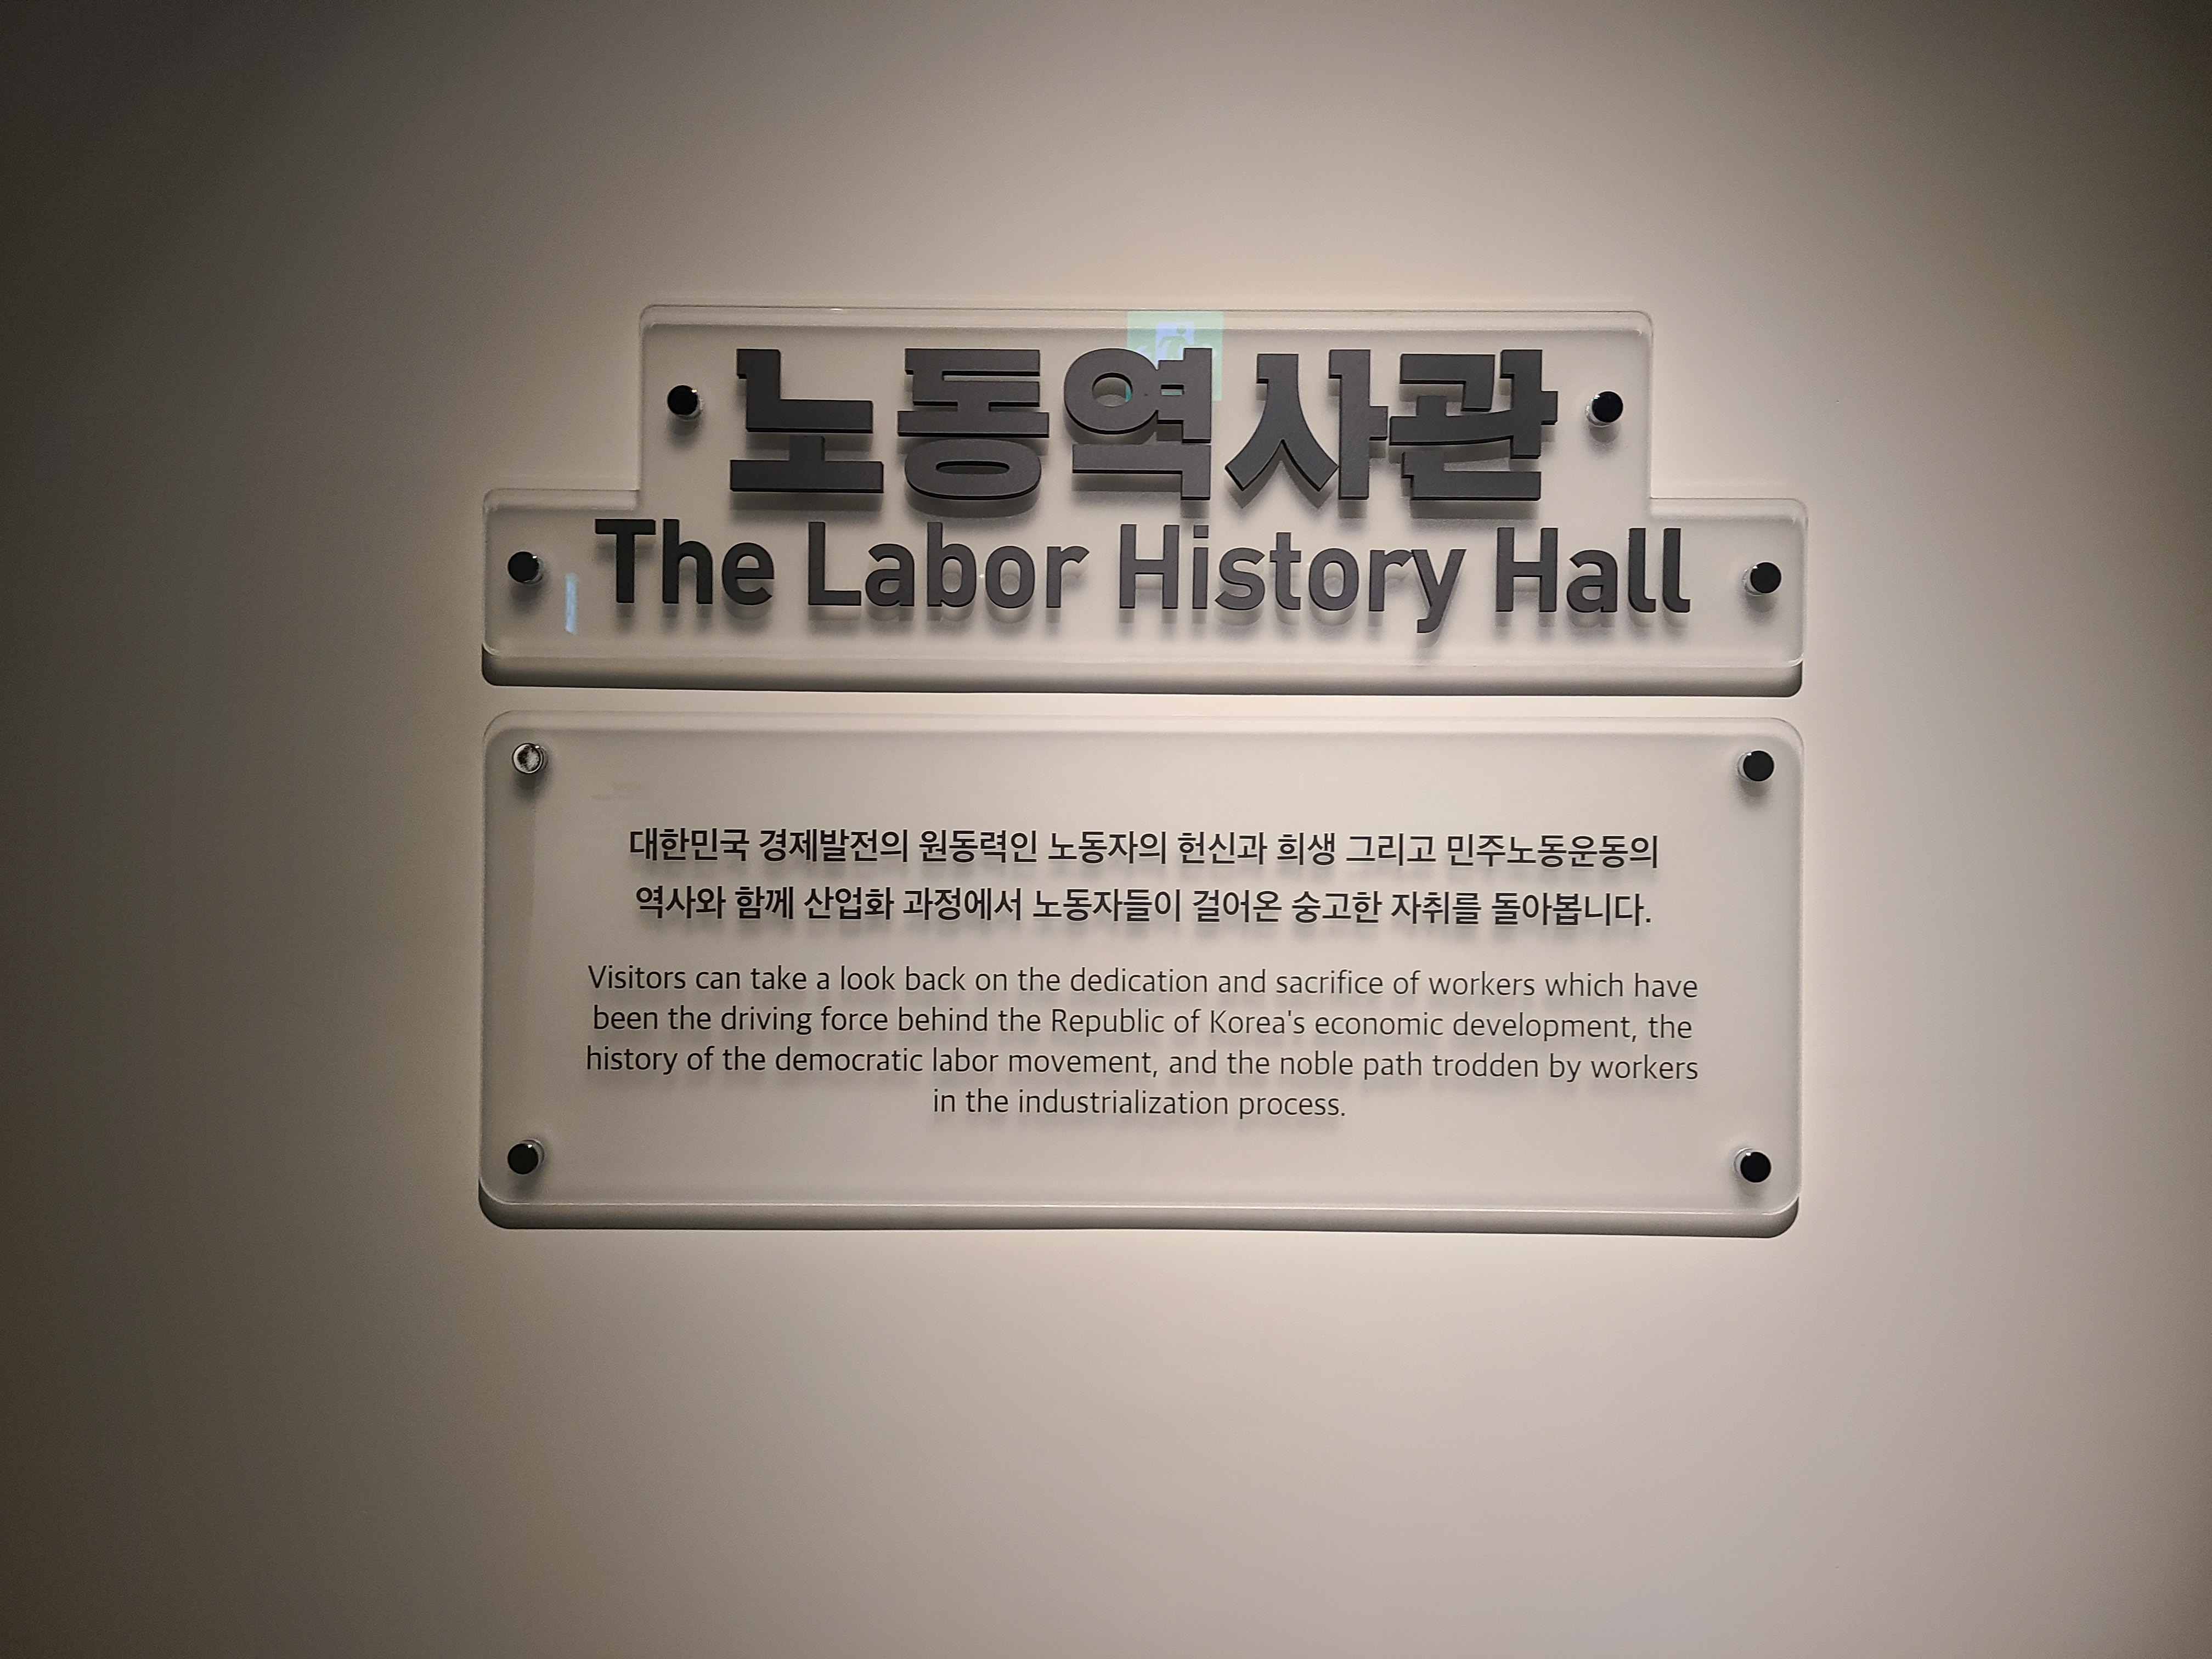 노동역사관
The Labor History Hall
대한민국 경제발전의 원동력인 노동자의 헌신과 희생 그리고 민주노동운동의
역사와 함께 산업화 과정에서 노동자들이 걸어온 숭고한 자취를 돌아봅니다.
Visitors can take a look back on the dedication and sacrifice of workers which have
been the driving force behind the Republic of Korea's economic development, the
history of the democratic labor movement, and the noble path trodden by workers
in the industrialization process.